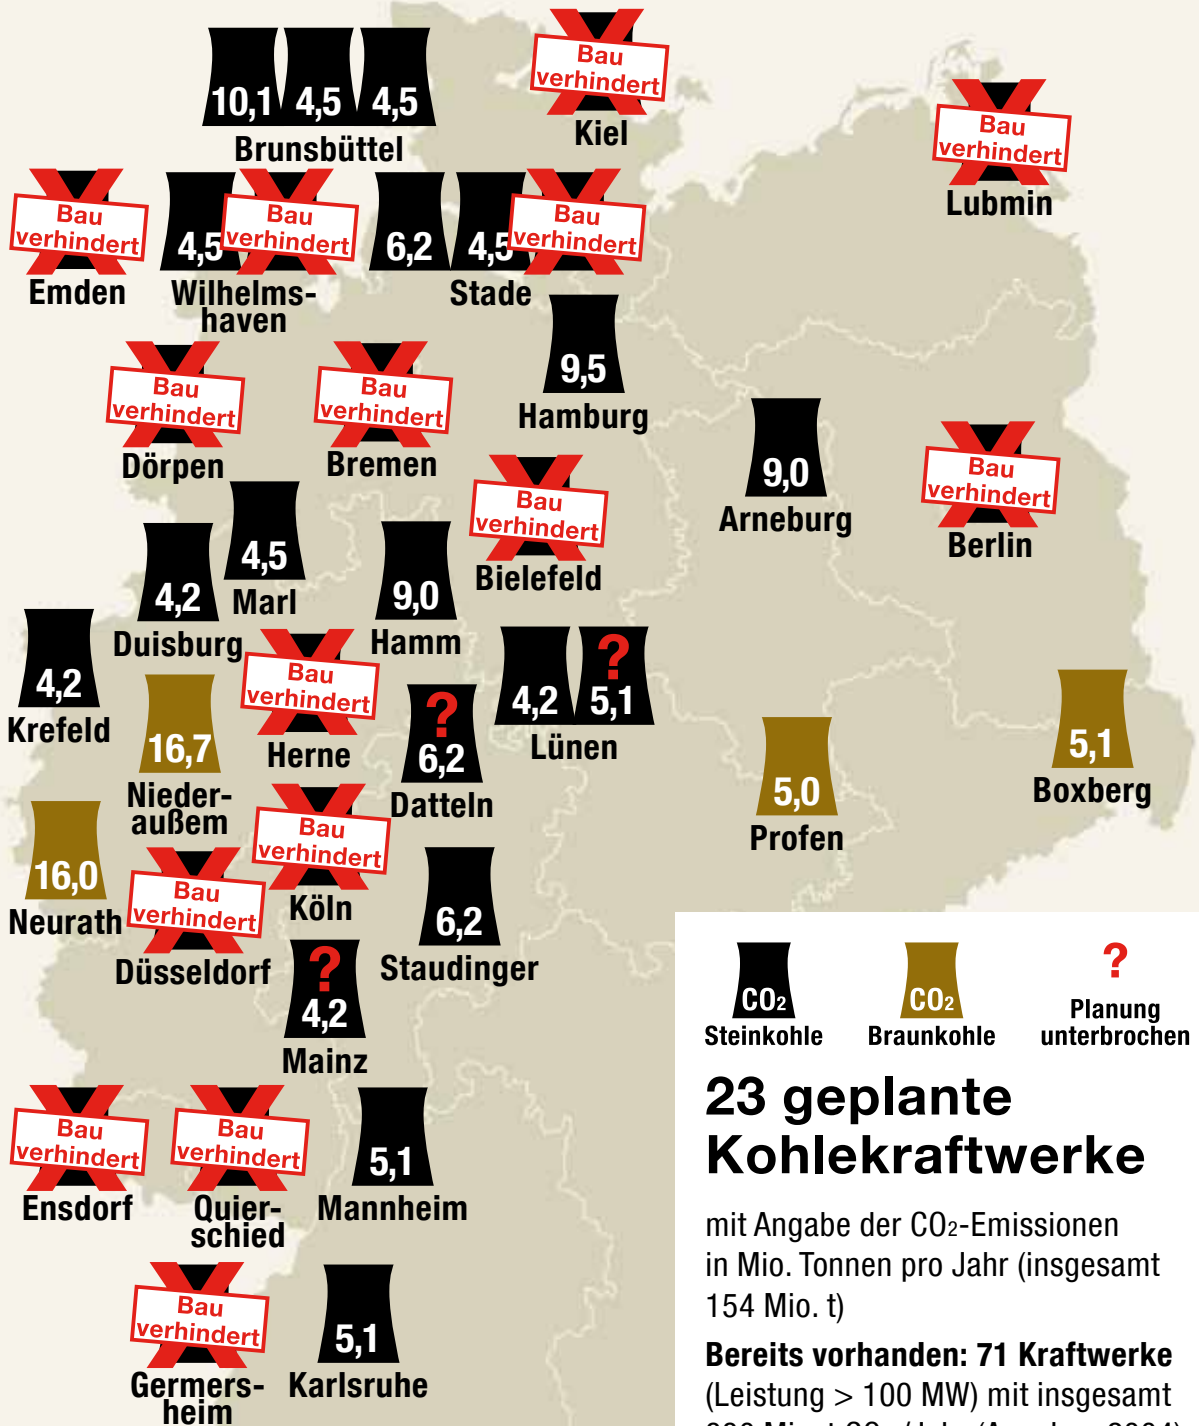 10,1 4,5 4,5
Brunsbüttel
Bau
verhindert
Kiel
Bau
verhindert
Lubmin
Bau
verhindert
Emden
4,5
Bau
verhindert
Wilhelms-
haven
6,2 4,5
Bau
verhindert
Stade
9,5
Hamburg
Bau
verhindert
Dörpen
Bau
verhindert
Bremen
9,0
Arneburg
Bau
verhindert
Berlin
Bau
verhindert
Bielefeld
4,5
Marl
4,2
Duisburg
9,0
Hamm
4,2
Krefeld
Bau
verhindert
Herne
4,2
?
5,1
Lünen
16,7
Nieder-
außem
?
6,2
Datteln
5,0
Profen
5,1
Boxberg
16,0
Neurath
Bau
verhindert
Köln
Bau
verhindert
Düsseldorf
6,2
Staudinger
?
4,2
Mainz
Bau
verhindert
Ensdorf
Bau
verhindert
Quier-
schied
5,1
Mannheim
Bau
verhindert
Germers-
heim
5,1
Karlsruhe
CO2
Steinkohle
CO2
Braunkohle
?
Planung
unterbrochen
23 geplante
Kohlekraftwerke
mit Angabe der CO2-Emissionen
in Mio. Tonnen pro Jahr (insgesamt
154 Mio. t)
Bereits vorhanden: 71 Kraftwerke
(Leistung > 100 MW) mit insgesamt